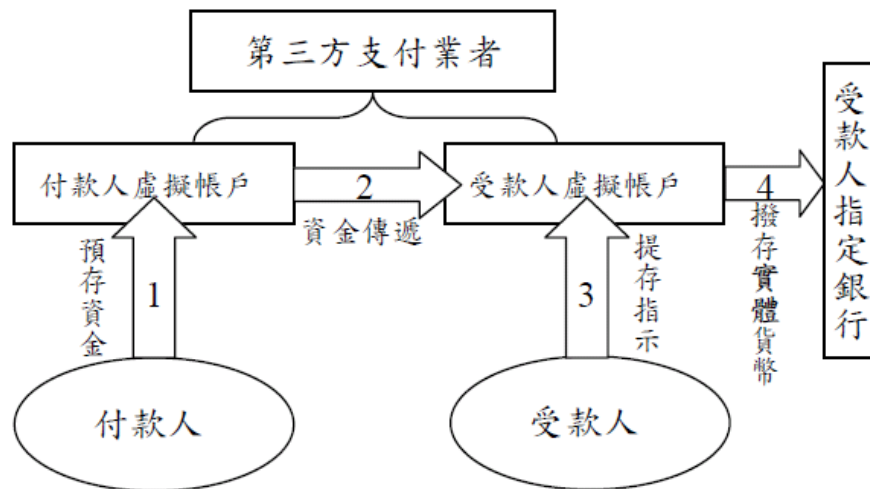 第三方支付業者
付款人虛擬帳戶
2
資金傳遞
受款人虛擬帳戶
4
撥存實體貨幣
受款人指定銀行
預存資金
1
3
提存指示
付款人
受款人